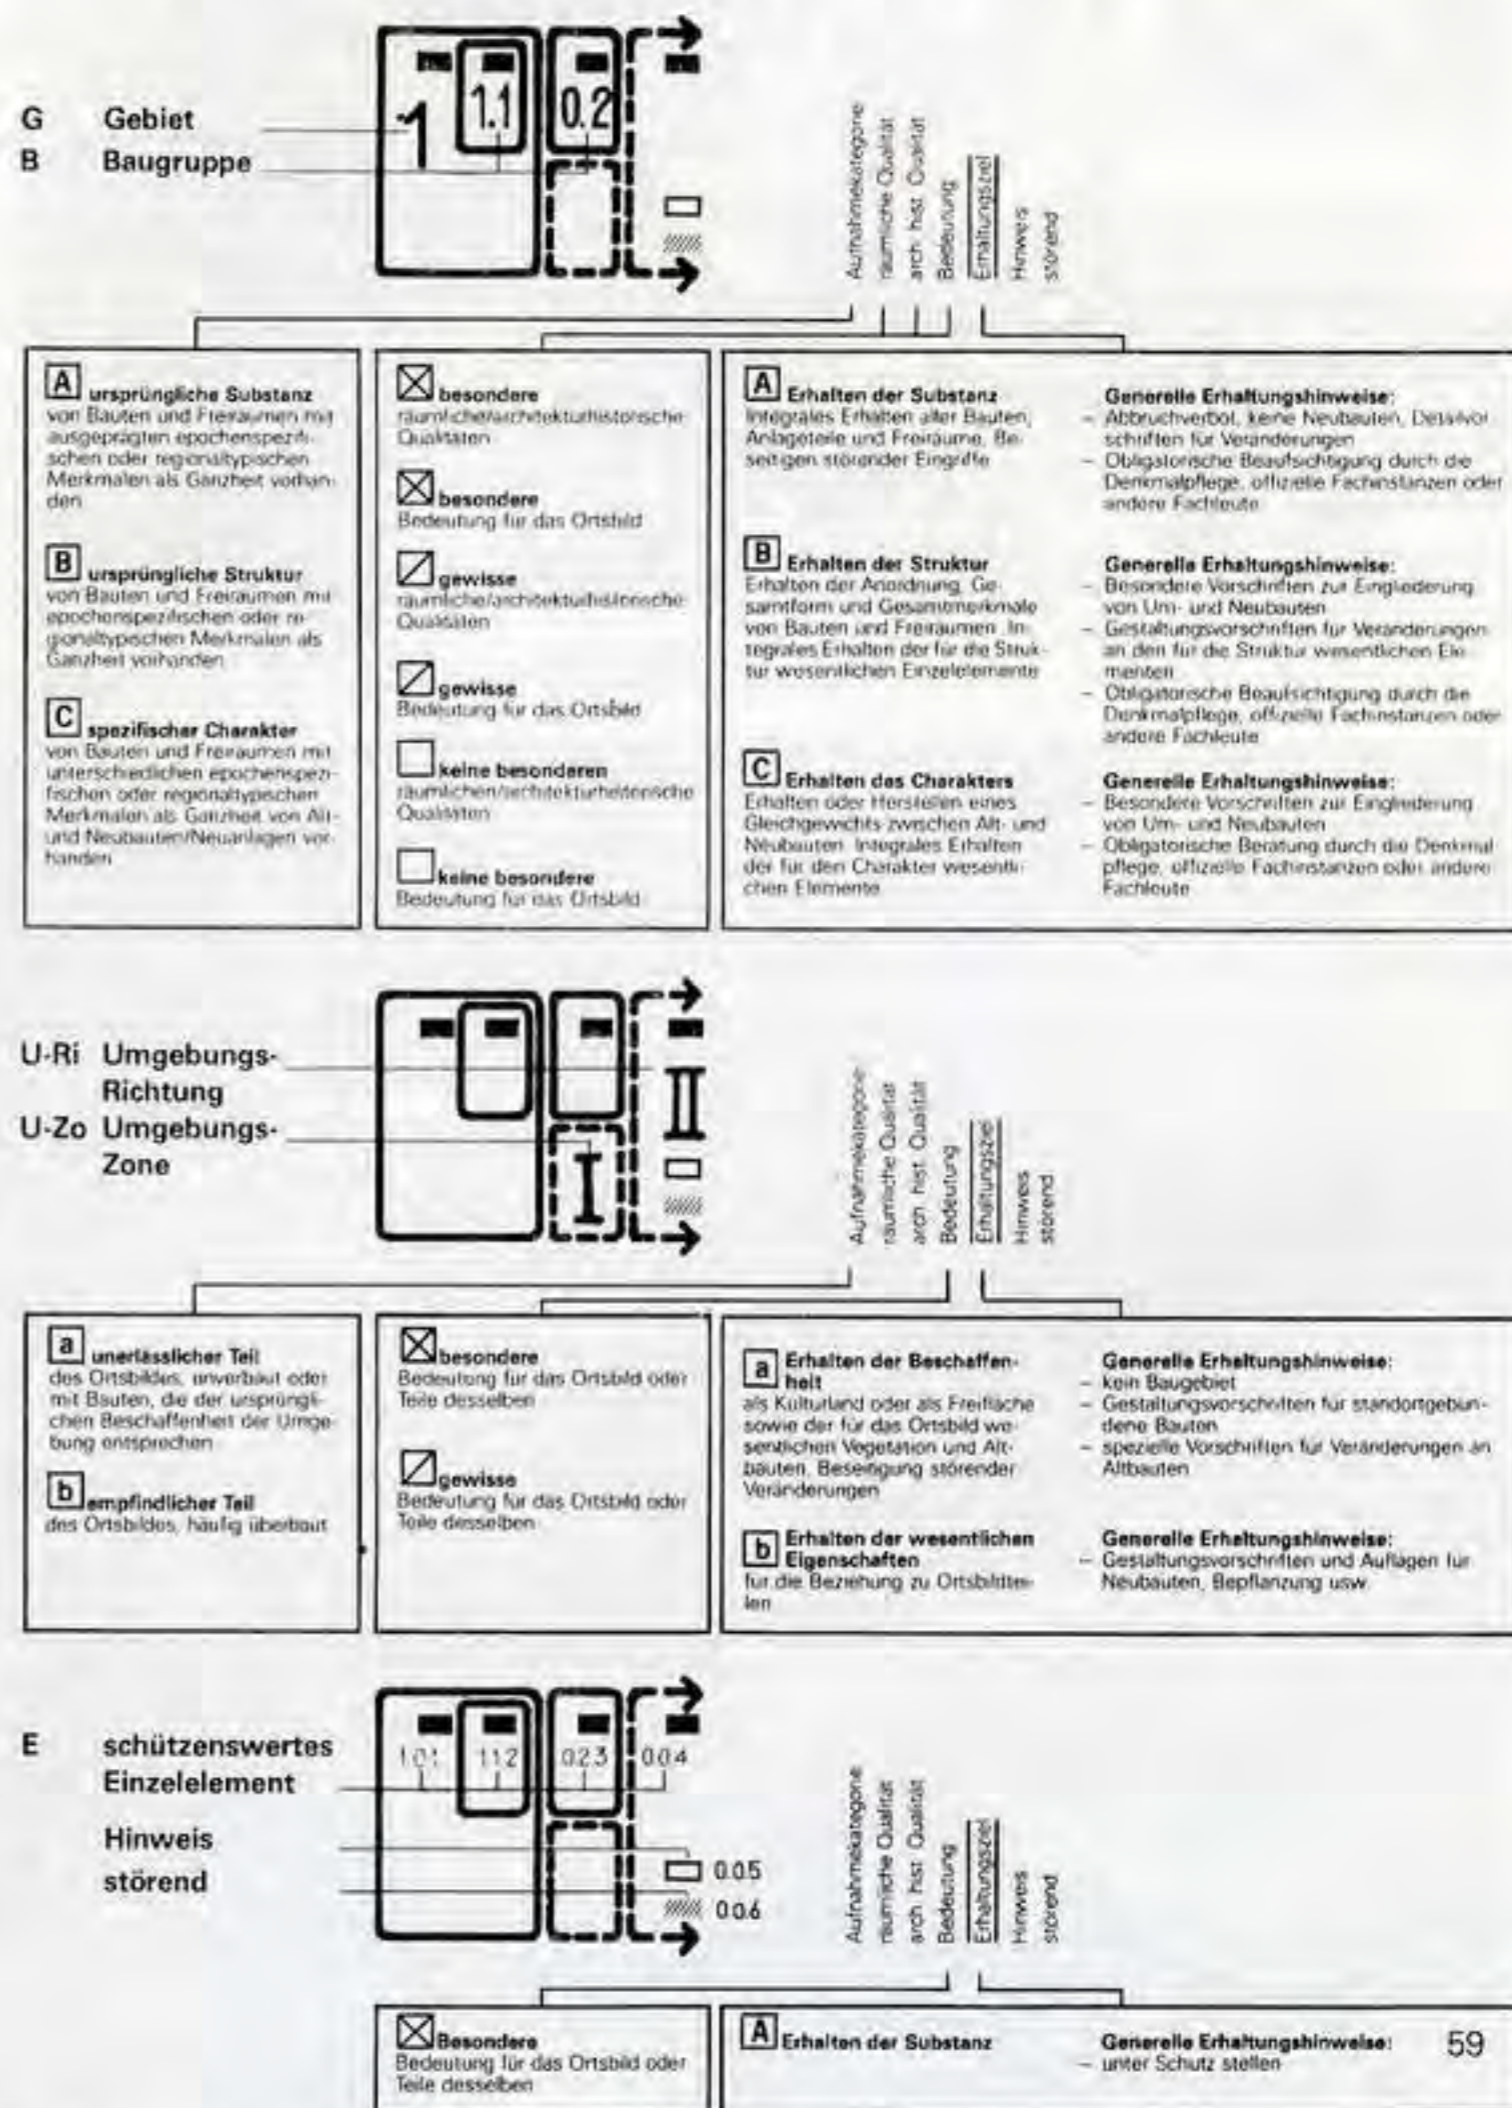 G Gebiet
B Baugruppe
1
1.1
0.2
Aufnahmekategorie
räumliche Qualität
arch. hist. Qualität
Bedeutung
Erhaltungsziel
Hinweis
störend
A ursprüngliche Substanz
von Bauten und Freiräumen mit
ausgeprägten epochenspezifi-
schen oder regionaltypischen
Merkmalen als Ganzheit vorhan-
den
B ursprüngliche Struktur
von Bauten und Freiräumen mit
epochenspezifischen oder re-
gionaltypischen Merkmalen als
Ganzheit vorhanden
C spezifischer Charakter
von Bauten und Freiräumen mit
unterschiedlichen epochenspezi-
fischen oder regionaltypischen
Merkmalen als Ganzheit von Alt-
und Neubauten/Neuanlagen vor-
handen
besondere
räumliche/architekturhistorische
Qualitäten
besondere
Bedeutung für das Ortsbild
gewisse
räumliche/architekturhistorische
Qualitäten
gewisse
Bedeutung für das Ortsbild
keine besonderen
räumlichen/architekturhistorische
Qualitäten
keine besondere
Bedeutung für das Ortsbild
A Erhalten der Substanz
Integrales Erhalten aller Bauten,
Anlageteile und Freiräume, Be-
seitigen störender Eingriffe
Generelle Erhaltungshinweise:
– Abbruchverbot, keine Neubauten, Detailvor-
schriften für Veränderungen
– Obligatorische Beaufsichtigung durch die
Denkmalpflege, offizielle Fachinstanzen oder
andere Fachleute
B Erhalten der Struktur
Erhalten der Anordnung, Ge-
samtform und Gesamtmerkmale
von Bauten und Freiräumen. In-
tegrales Erhalten der für die Struk-
tur wesentlichen Einzelelemente
Generelle Erhaltungshinweise:
– Besondere Vorschriften zur Eingliederung
von Um- und Neubauten
– Gestaltungsvorschriften für Veränderungen
an den für die Struktur wesentlichen Ele-
menten
– Obligatorische Beaufsichtigung durch die
Denkmalpflege, offizielle Fachinstanzen oder
andere Fachleute
C Erhalten des Charakters
Erhalten oder Herstellen eines
Gleichgewichts zwischen Alt- und
Neubauten. Integrales Erhalten
der für den Charakter wesentli-
chen Elemente
Generelle Erhaltungshinweise:
– Besondere Vorschriften zur Eingliederung
von Um- und Neubauten
– Obligatorische Beratung durch die Denkmal
pflege, offizielle Fachinstanzen oder andere
Fachleute
U-Ri Umgebungs-
Richtung
U-Zo Umgebungs-
Zone
II
I
Aufnahmekategorie
räumliche Qualität
arch. hist. Qualität
Bedeutung
Erhaltungsziel
Hinweis
störend
a unerlässlicher Teil
des Ortsbildes, unverbaut oder
mit Bauten, die der ursprüngli-
chen Beschaffenheit der Umge-
bung entsprechen
b empfindlicher Teil
des Ortsbildes, häufig überbaut
besondere
Bedeutung für das Ortsbild oder
Teile desselben
gewisse
Bedeutung für das Ortsbild oder
Teile desselben
a Erhalten der Beschaffen-
heit
als Kulturland oder als Freifläche
sowie der für das Ortsbild we-
sentlichen Vegetation und Alt-
bauten, Beseitigung störender
Veränderungen
Generelle Erhaltungshinweise:
– kein Baugebiet
– Gestaltungsvorschriften für standortgebun-
dene Bauten
– spezielle Vorschriften für Veränderungen an
Altbauten
b Erhalten der wesentlichen
Eigenschaften
für die Beziehung zu Ortsbildtei-
len
Generelle Erhaltungshinweise:
– Gestaltungsvorschriften und Auflagen für
Neubauten, Bepflanzung usw.
E schützenswertes
Einzelelement
Hinweis
störend
1.0.1
1.1.2
0.2.3
0.0.4
0.0.5
0.0.6
Aufnahmekategorie
räumliche Qualität
arch. hist. Qualität
Bedeutung
Erhaltungsziel
Hinweis
störend
Besondere
Bedeutung für das Ortsbild oder
Teile desselben
A Erhalten der Substanz
Generelle Erhaltungshinweise:
– unter Schutz stellen
59